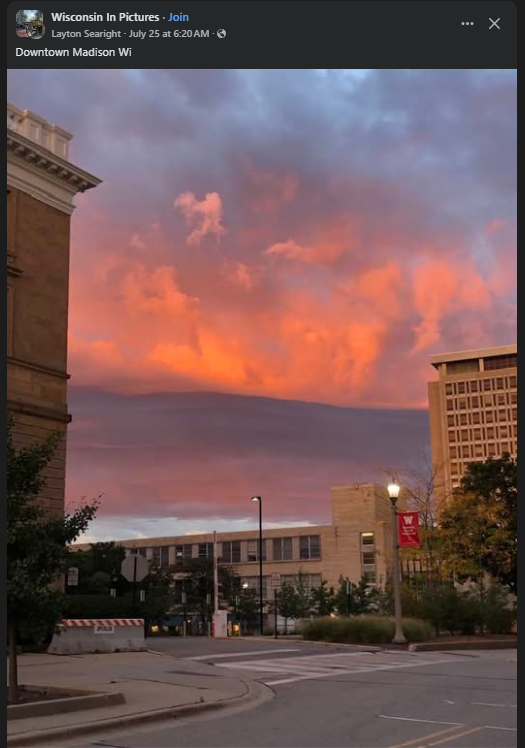 Wisconsin In Pictures · Join
Layton Searight · July 25 at 6:20 AM ·
Downtown Madison Wi
W